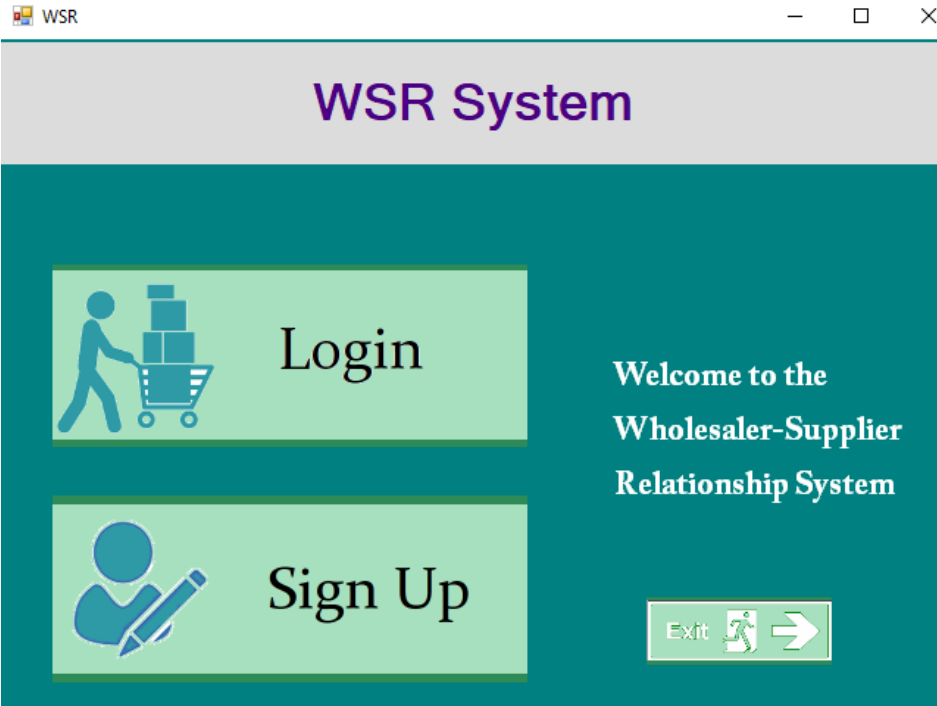 WSR
WSR System
Login
Welcome to the
Wholesaler-Supplier
Relationship System
Sign Up
Exit